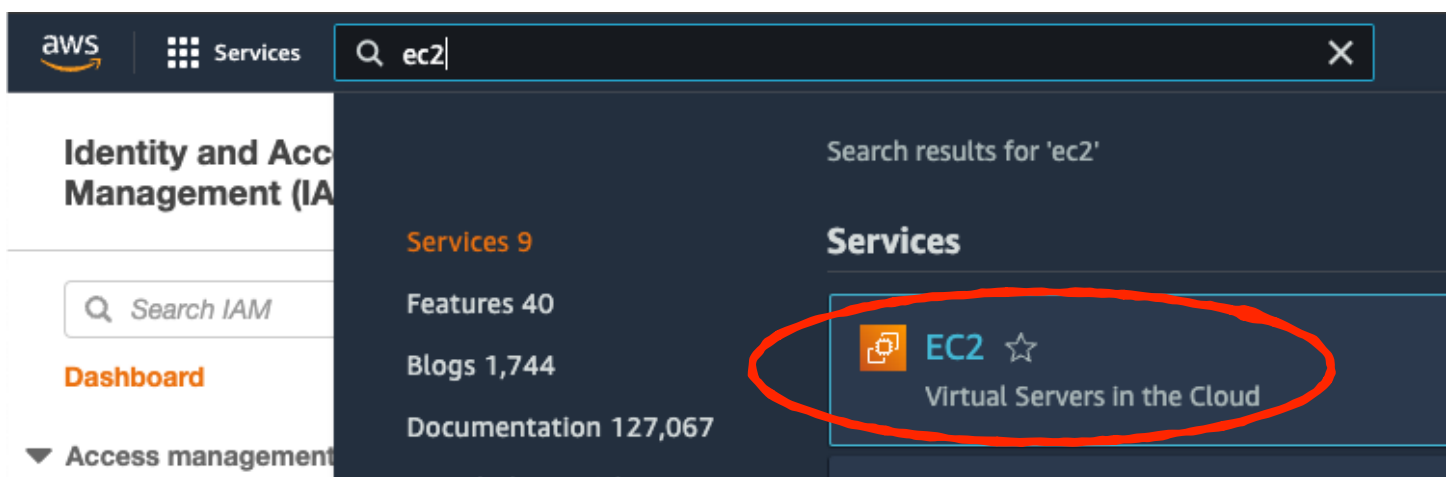 aws
Services
ec2
Identity and Acc
Management (IA
Search IAM
Dashboard
Access management
Search results for 'ec2'
Services 9
Features 40
Blogs 1,744
Documentation 127,067
Services
EC2
Virtual Servers in the Cloud